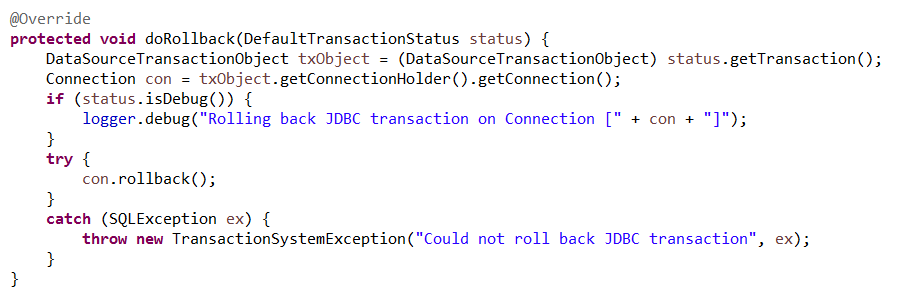 @Override
protected void doRollback(DefaultTransactionStatus status) {
    DataSourceTransactionObject txObject = (DataSourceTransactionObject) status.getTransaction();
    Connection con = txObject.getConnectionHolder().getConnection();
    if (status.isDebug()) {
        logger.debug("Rolling back JDBC transaction on Connection [" + con + "]");
    }
    try {
        con.rollback();
    }
    catch (SQLException ex) {
        throw new TransactionSystemException("Could not roll back JDBC transaction", ex);
    }
}